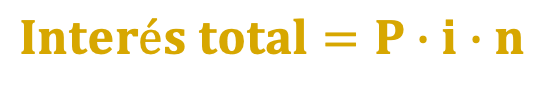 Interés total = P · i · n